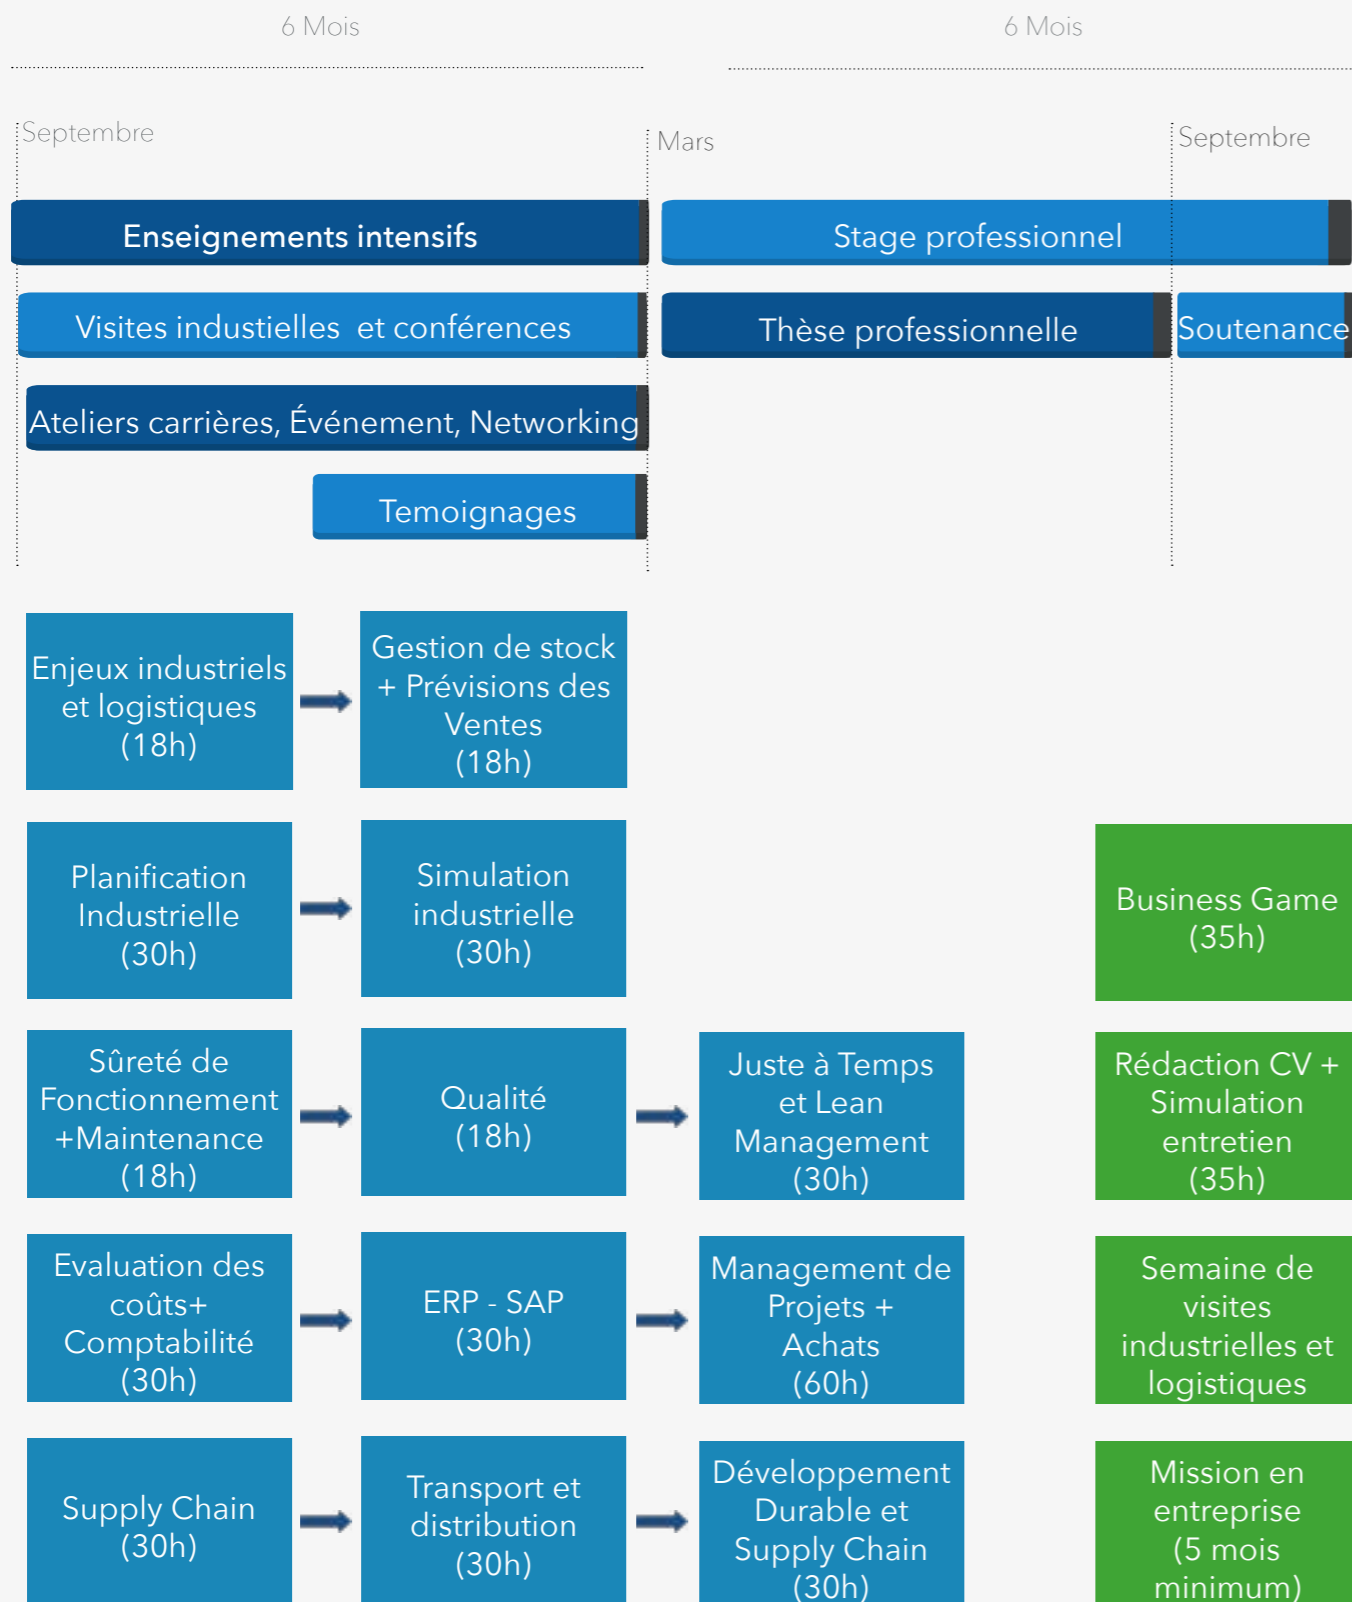 6 Mois
6 Mois
Septembre
Mars
Septembre
Enseignements intensifs
Stage professionnel
Visites industielles et conférences
Thèse professionnelle
Soutenance
Ateliers carrières, Événement, Networking
Temoignages
Enjeux industriels
et logistiques
(18h)
Gestion de stock
+ Prévisions des
Ventes
(18h)
Planification
Industrielle
(30h)
Simulation
industrielle
(30h)
Business Game
(35h)
Sûreté de
Fonctionnement
+Maintenance
(18h)
Qualité
(18h)
Juste à Temps
et Lean
Management
(30h)
Rédaction CV +
Simulation
entretien
(35h)
Evaluation des
coûts+
Comptabilité
(30h)
ERP - SAP
(30h)
Management de
Projets +
Achats
(60h)
Semaine de
visites
industrielles et
logistiques
Supply Chain
(30h)
Transport et
distribution
(30h)
Développement
Durable et
Supply Chain
(30h)
Mission en
entreprise
(5 mois
minimum)